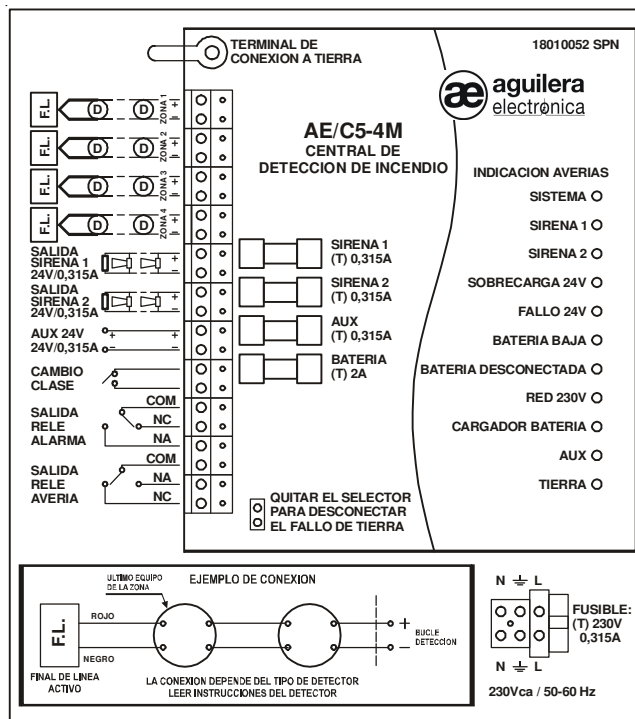 TERMINAL DE
CONEXION A TIERRA
18010052 SPN
ae aguilera
electrónica
AE/C5-4M
CENTRAL DE
DETECCION DE INCENDIO
F.L. D D ZONA 1 + -
F.L. D D ZONA 2 + -
F.L. D D ZONA 3 + -
F.L. D D ZONA 4 + -
SALIDA
SIRENA 1
24V/0,315A
+ -
SALIDA
SIRENA 2
24V/0,315A
+ -
AUX 24V
24V/0,315A
+ +
- -
CAMBIO
CLASE
SALIDA
RELE
ALARMA
COM
NC
NA
SALIDA
RELE
AVERIA
COM
NA
NC
SIRENA 1
(T) 0,315A
SIRENA 2
(T) 0,315A
AUX
(T) 0,315A
BATERIA
(T) 2A
QUITAR EL SELECTOR
PARA DESCONECTAR
EL FALLO DE TIERRA
INDICACION AVERIAS
SISTEMA
SIRENA 1
SIRENA 2
SOBRECARGA 24V
FALLO 24V
BATERIA BAJA
BATERIA DESCONECTADA
RED 230V
CARGADOR BATERIA
AUX
TIERRA
ULTIMO EQUIPO
DE LA ZONA
EJEMPLO DE CONEXION
F.L.
ROJO
NEGRO
+
-
BUCLE
DETECCION
FINAL DE LINEA
ACTIVO
LA CONEXION DEPENDE DEL TIPO DE DETECTOR
LEER INSTRUCCIONES DEL DETECTOR
N L
FUSIBLE:
(T) 230V
0,315A
N L
230Vca / 50-60 Hz